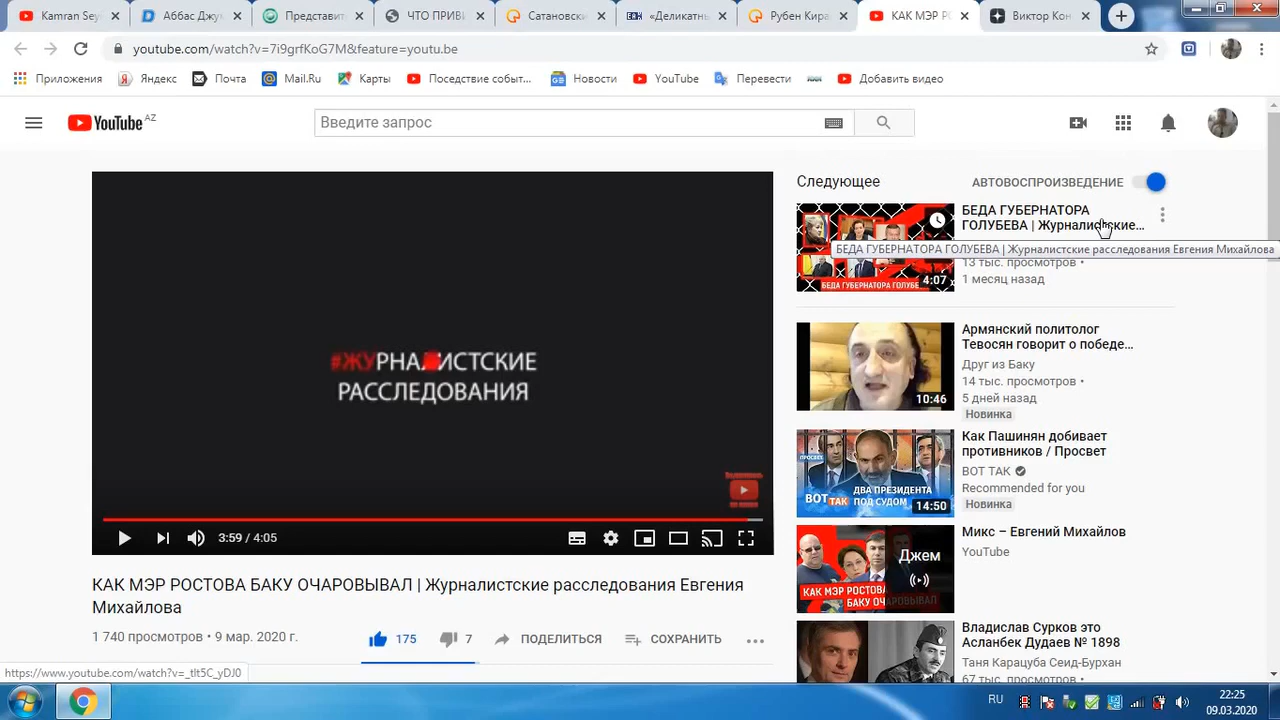 Kamran Sey
Аббас Джу
Представит
ЧТО ПРИВ
Сатановс
«Деликатн
Рубен Кира
КАК МЭР РО
Виктор Кон
youtube.com/watch?v=7i9grfKoG7M&feature=youtu.be
Приложения
Яндекс
Почта
Mail.Ru
Карты
Поседствие событ...
Новости
YouTube
Перевести
Добавить видео
YouTube AZ
Введите запрос
Следующее
АВТОВОСПРОИЗВЕДЕНИЕ
БЕДА ГУБЕРНАТОРА
ГОЛУБЕВА | Журналистские...
БЕДА ГУБЕРНАТОРА ГОЛУБЕВА | Журналистские расследования Евгения Михайлова
13 тыс. просмотров •
1 месяц назад
4:07
БЕДА ГУБЕРНАТОРА ГОЛУБЕ
#ЖУРНАЛИСТСКИЕ
РАССЛЕДОВАНИЯ
Армянский политолог
Тевосян говорит о победе...
Друг из Баку
14 тыс. просмотров •
5 дней назад
Новинка
10:46
Как Пашинян добивает
противников / Просвет
ВОТ ТАК
Recommended for you
Новинка
ПРОСВЕТ
ДВА ПРЕЗИДЕНТА
ПОД СУДОМ
ВОТ ТАК
14:50
Микс – Евгений Михайлов
YouTube
Джем
КАК МЭР РОСТОВА
БАКУ ОЧАРОВЫВАЛ
Владислав Сурков это
Асланбек Дудаев № 1898
Таня Карацуба Сеид-Бурхан
67 тыс. просмотров •
3:59 / 4:05
КАК МЭР РОСТОВА БАКУ ОЧАРОВЫВАЛ | Журналистские расследования Евгения
Михайлова
1 740 просмотров • 9 мар. 2020 г.
175
7
ПОДЕЛИТЬСЯ
СОХРАНИТЬ
https://www.youtube.com/watch?v=_tlt5C_yDJ0
RU
22:25
09.03.2020